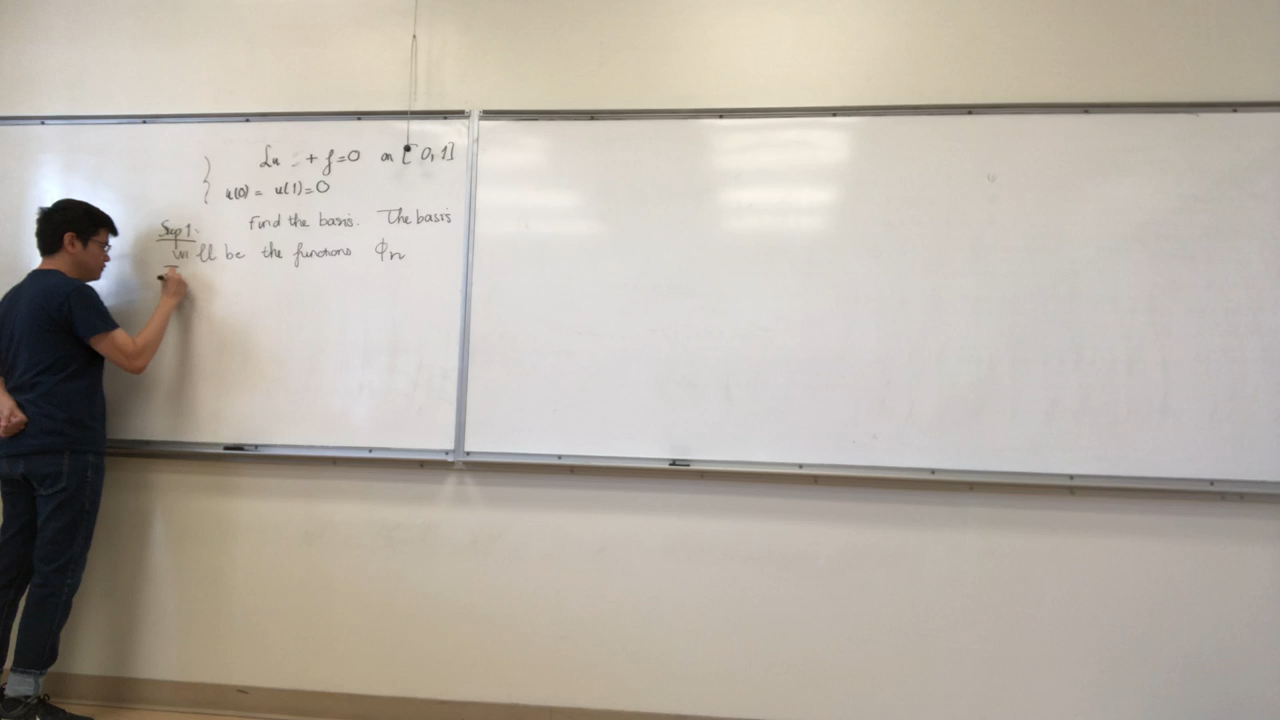 ℒu + f = 0 on [0, 1]
u(0) = u(1) = 0
Step 1: Find the basis. The basis
will be the functions ϕn